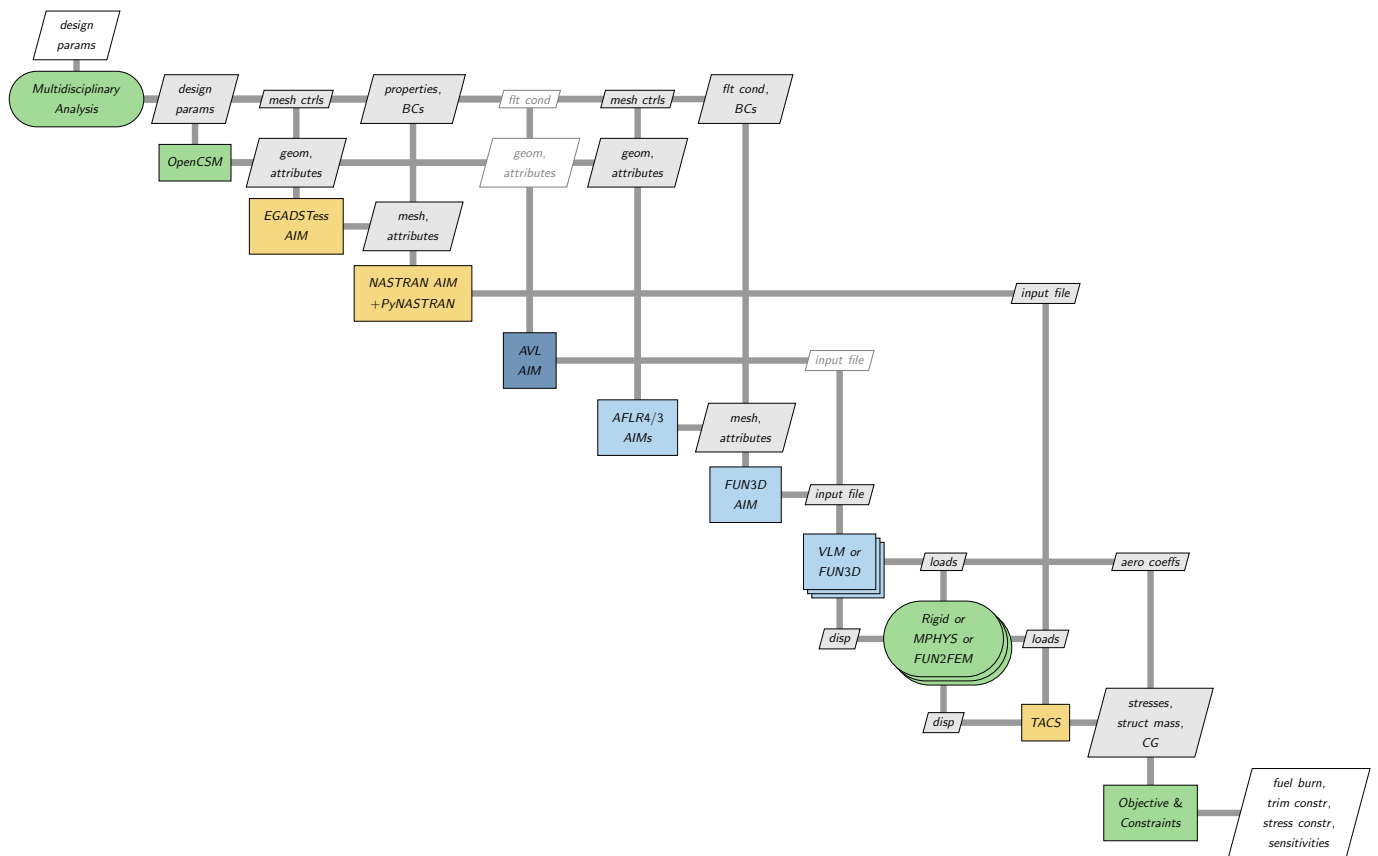 design
params
Multidisciplinary
Analysis
design
params
mesh ctrls
properties,
BCs
flt cond
mesh ctrls
flt cond,
BCs
OpenCSM
geom,
attributes
geom,
attributes
geom,
attributes
EGADSTess
AIM
mesh,
attributes
NASTRAN AIM
+PyNASTRAN
input file
AVL
AIM
input file
AFLR4/3
AIMs
mesh,
attributes
FUN3D
AIM
input file
VLM or
FUN3D
loads
aero coeffs
disp
Rigid or
MPHYS or
FUN2FEM
loads
disp
TACS
stresses,
struct mass,
CG
Objective &
Constraints
fuel burn,
trim constr,
stress constr,
sensitivities